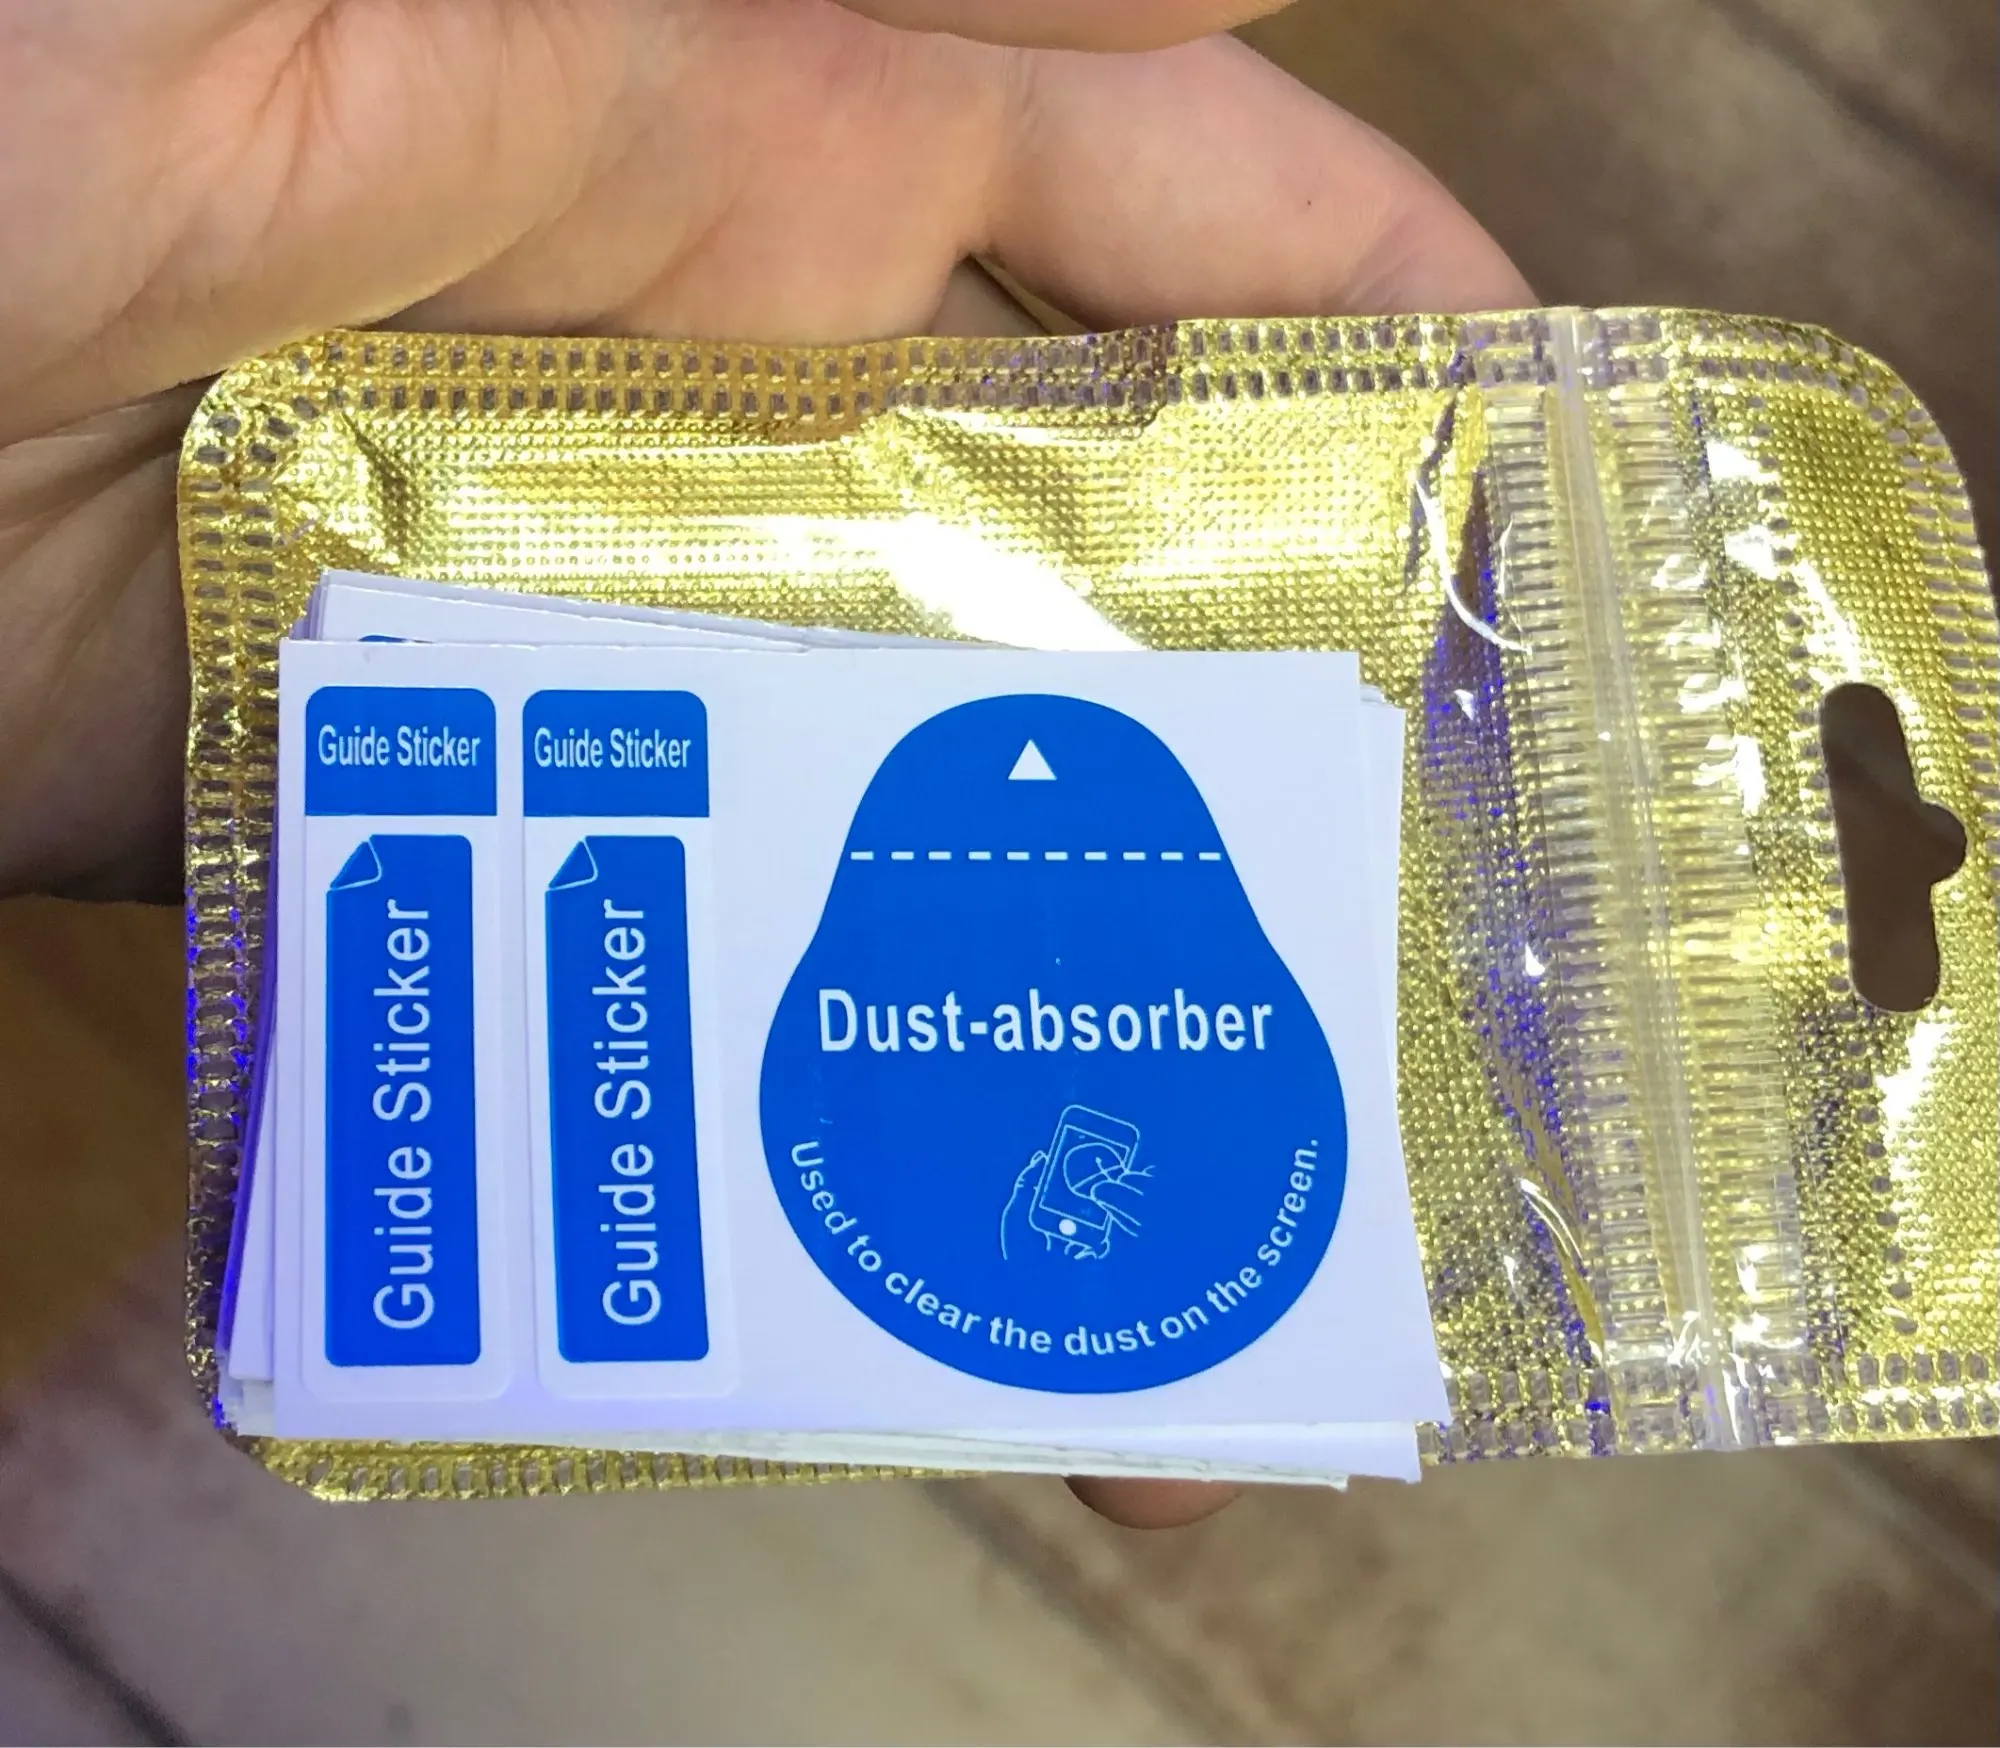 Guide Sticker
Guide Sticker
Guide Sticker
Guide Sticker
Dust-absorber
Used to clear the dust on the screen.